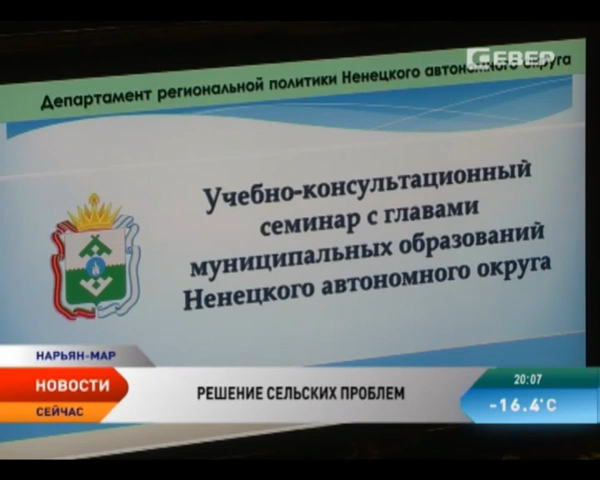 СЕВЕР
Департамент региональной политики Ненецкого автономного округа
Учебно-консультационный
семинар с главами
муниципальных образований
Ненецкого автономного округа
НАРЬЯН-МАР
НОВОСТИ
СЕЙЧАС
РЕШЕНИЕ СЕЛЬСКИХ ПРОБЛЕМ
20:07
-16.4°C